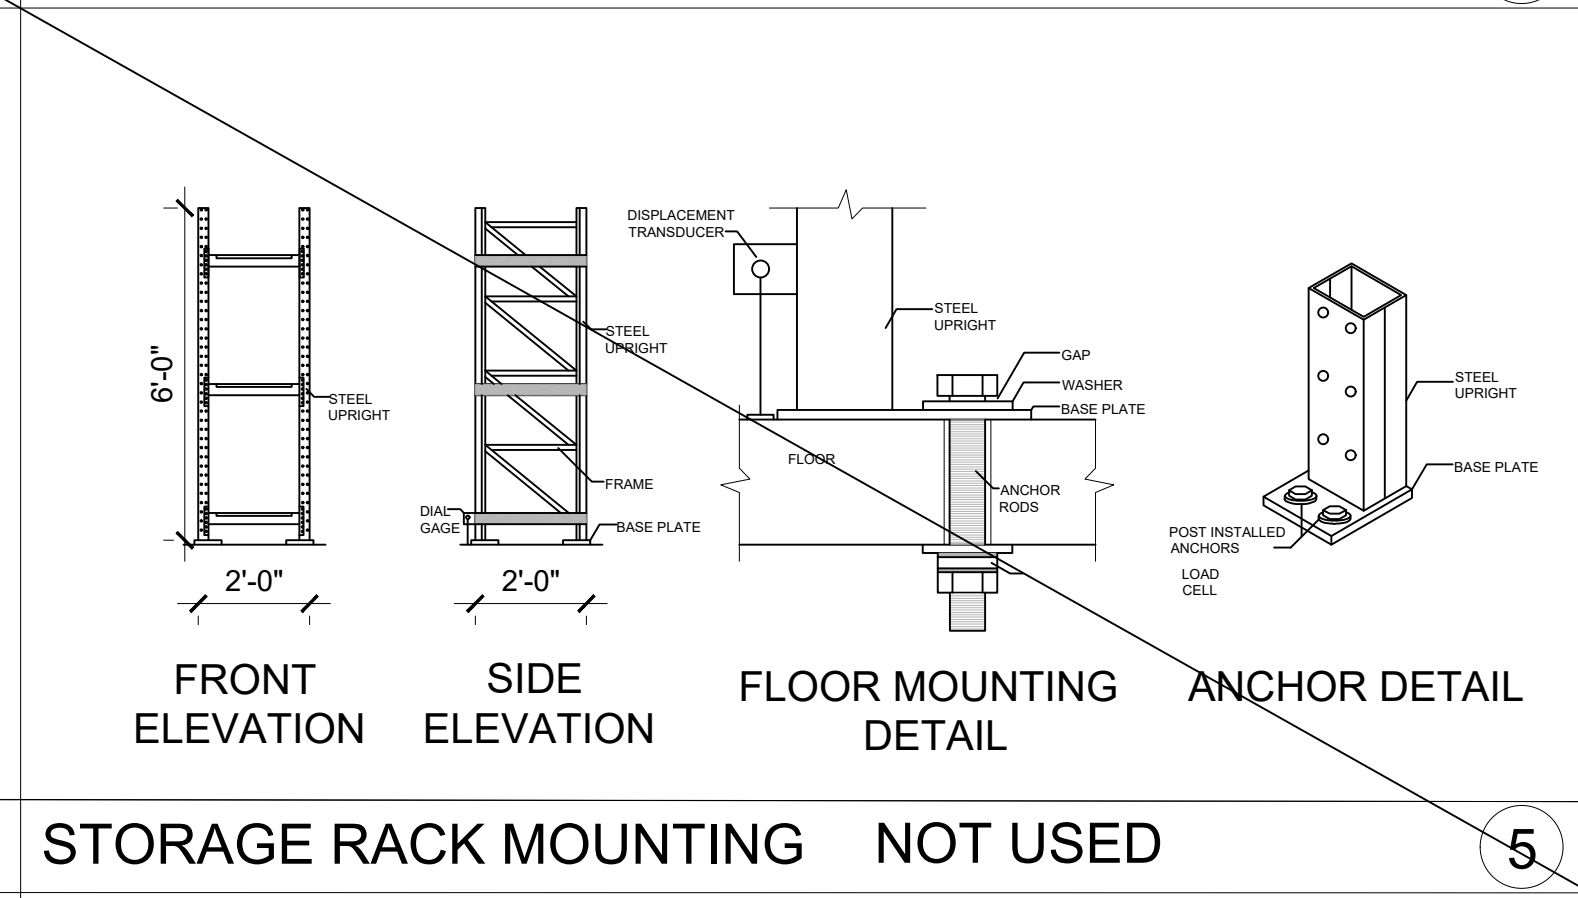 6'-0"
STEEL
UPRIGHT
2'-0"
FRONT
ELEVATION
STEEL
UPRIGHT
FRAME
DIAL
GAGE
BASE PLATE
2'-0"
SIDE
ELEVATION
DISPLACEMENT
TRANSDUCER
STEEL
UPRIGHT
GAP
WASHER
BASE PLATE
FLOOR
ANCHOR
RODS
FLOOR MOUNTING
DETAIL
STEEL
UPRIGHT
BASE PLATE
POST INSTALLED
ANCHORS
LOAD
CELL
ANCHOR DETAIL
STORAGE RACK MOUNTING NOT USED
5